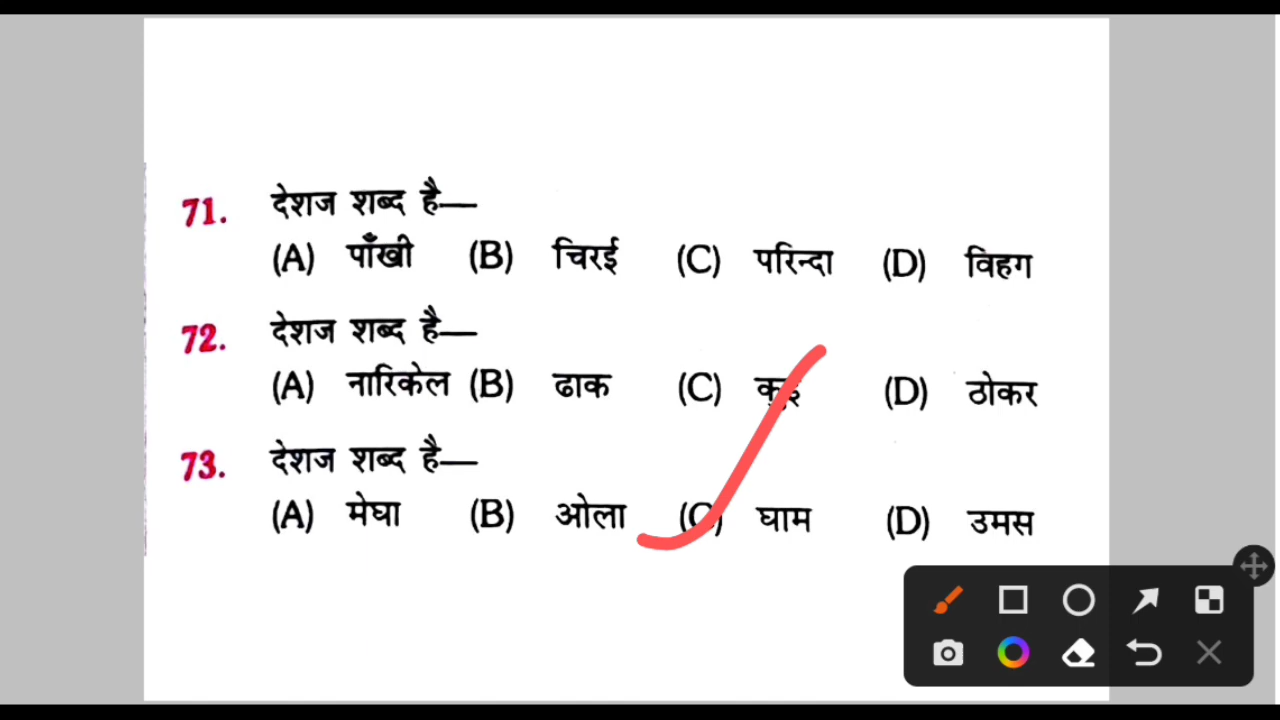 71. देशज शब्द है—
(A) पाँखी (B) चिरई (C) परिन्दा (D) विहग
72. देशज शब्द है—
(A) नारिकेल (B) ढाक (C) कुइ (D) ठोकर
73. देशज शब्द है—
(A) मेघा (B) ओला (C) घाम (D) उमस